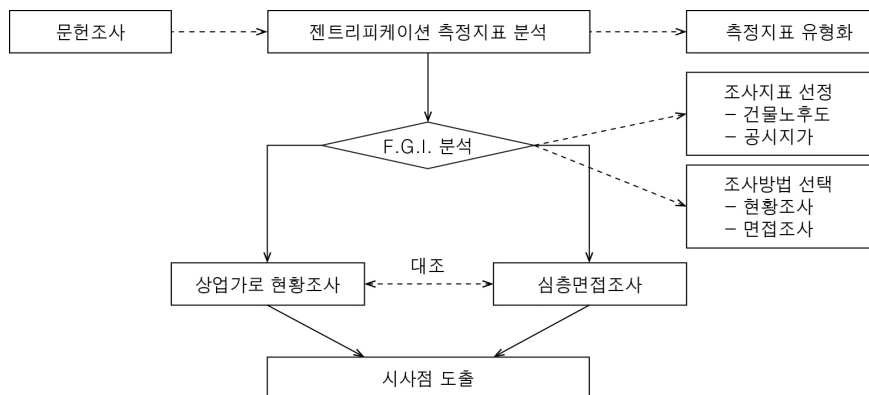 문헌조사
젠트리피케이션 측정지표 분석
측정지표 유형화
조사지표 선정
– 건물노후도
– 공시지가
F.G.I. 분석
조사방법 선택
– 현황조사
– 면접조사
상업가로 현황조사
대조
심층면접조사
시사점 도출